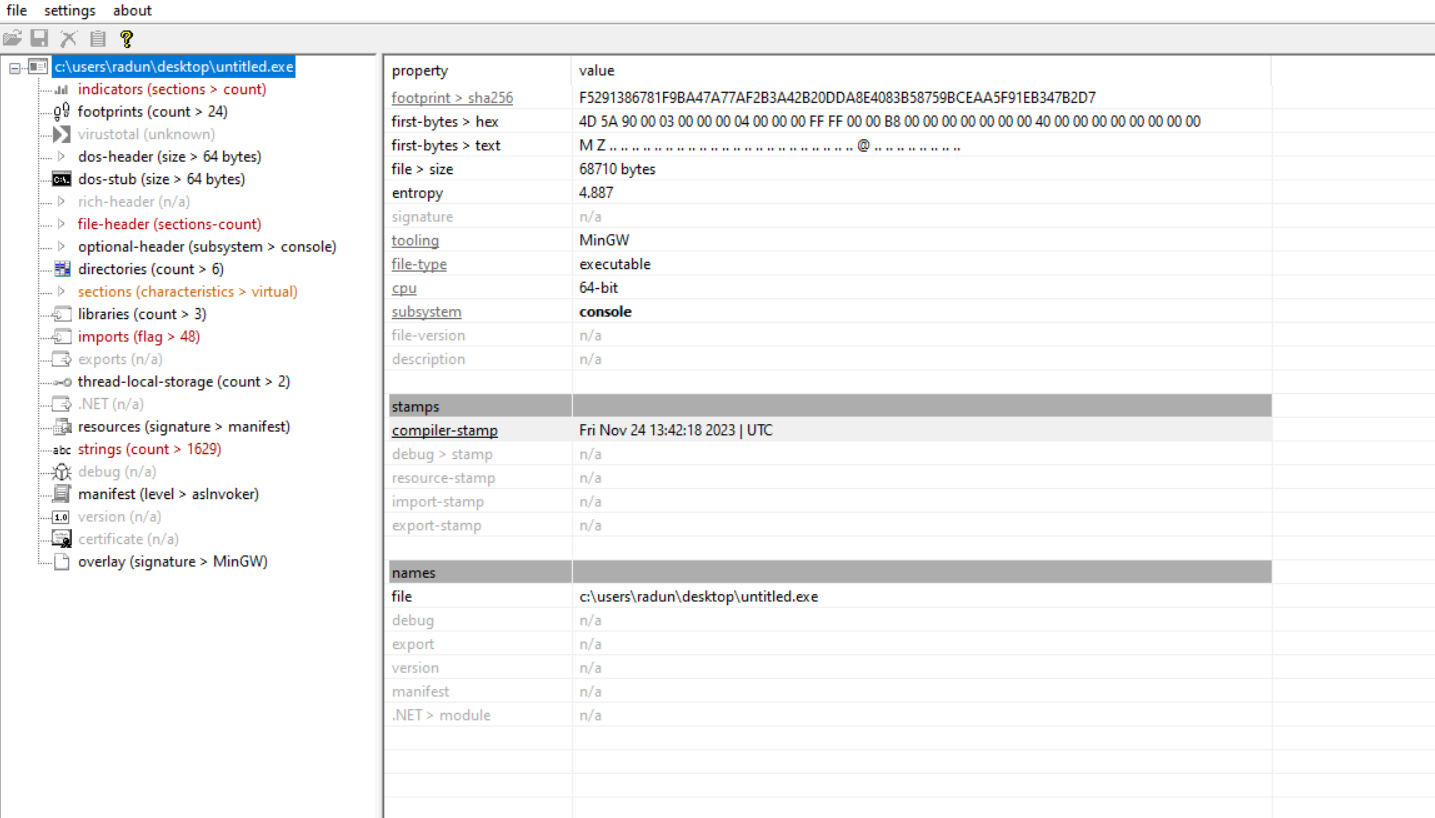 file settings about
c:\users\radun\desktop\untitled.exe
indicators (sections > count)
footprints (count > 24)
virustotal (unknown)
dos-header (size > 64 bytes)
dos-stub (size > 64 bytes)
rich-header (n/a)
file-header (sections-count)
optional-header (subsystem > console)
directories (count > 6)
sections (characteristics > virtual)
libraries (count > 3)
imports (flag > 48)
exports (n/a)
thread-local-storage (count > 2)
.NET (n/a)
resources (signature > manifest)
abc strings (count > 1629)
debug (n/a)
manifest (level > asInvoker)
1.0 version (n/a)
certificate (n/a)
overlay (signature > MinGW)
property value
footprint > sha256 F5291386781F9BA47A77AF2B3A42B20DDA8E4083B58759BCEAA5F91EB347B2D7
first-bytes > hex 4D 5A 90 00 03 00 00 00 04 00 00 00 FF FF 00 00 B8 00 00 00 00 00 00 00 40 00 00 00 00 00 00 00 00
first-bytes > text M Z .. .. .. .. .. .. .. .. .. .. .. .. .. .. .. .. .. .. .. .. .. .. @ .. .. .. .. .. .. .. ..
file > size 68710 bytes
entropy 4.887
signature n/a
tooling MinGW
file-type executable
cpu 64-bit
subsystem console
file-version n/a
description n/a
stamps
compiler-stamp Fri Nov 24 13:42:18 2023 | UTC
debug > stamp n/a
resource-stamp n/a
import-stamp n/a
export-stamp n/a
names
file c:\users\radun\desktop\untitled.exe
debug n/a
export n/a
version n/a
manifest n/a
.NET > module n/a